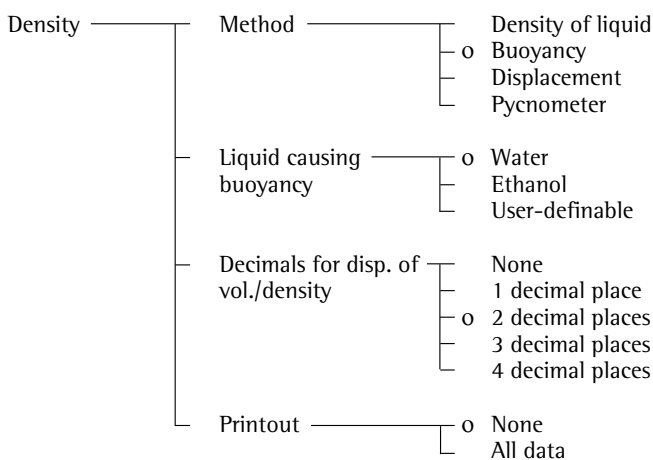 Density
Method
Density of liquid
o Buoyancy
Displacement
Pycnometer
Liquid causing
buoyancy
o Water
Ethanol
User-definable
Decimals for disp. of
vol./density
None
1 decimal place
o 2 decimal places
3 decimal places
4 decimal places
Printout
o None
All data